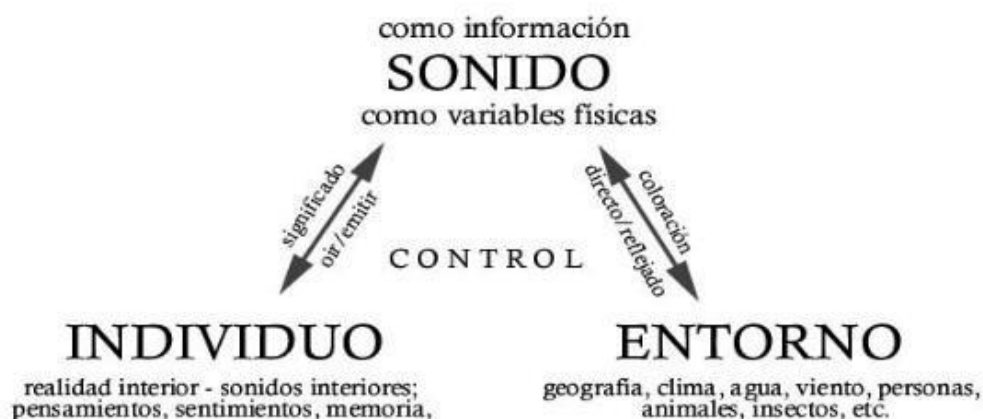 como información
SONIDO
como variables físicas
significado
oir/emitir
coloración
directo/reflejado
CONTROL
INDIVIDUO
realidad interior - sonidos interiores;
pensamientos, sentimientos, memoria,
ENTORNO
geografía, clima, agua, viento, personas,
animales, insectos, etc.